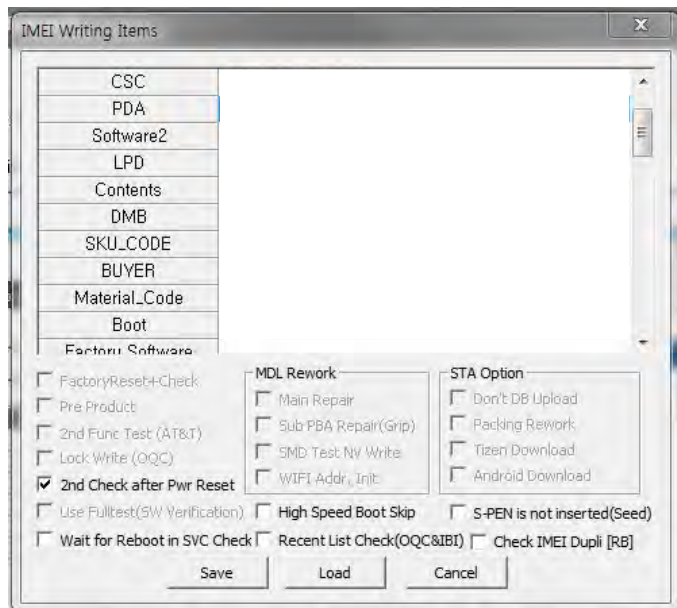 IMEI Writing Items
CSC
PDA
Software2
LPD
Contents
DMB
SKU_CODE
BUYER
Material_Code
Boot
Factory Software
FactoryReset+Check
Pre Product
2nd Func Test (AT&T)
Lock Write (OQC)
2nd Check after Pwr Reset
Use Fulltest(SW Verification)
Wait for Reboot in SVC Check
MDL Rework
Main Repair
Sub PBA Repair(Grip)
SMD Test NV Write
WIFI Addr, Init
High Speed Boot Skip
Recent List Check(OQC&IBI)
STA Option
Don't DB Upload
Packing Rework
Tizen Download
Android Download
S-PEN is not inserted(Seed)
Check IMEI Dupli [RB]
Save
Load
Cancel